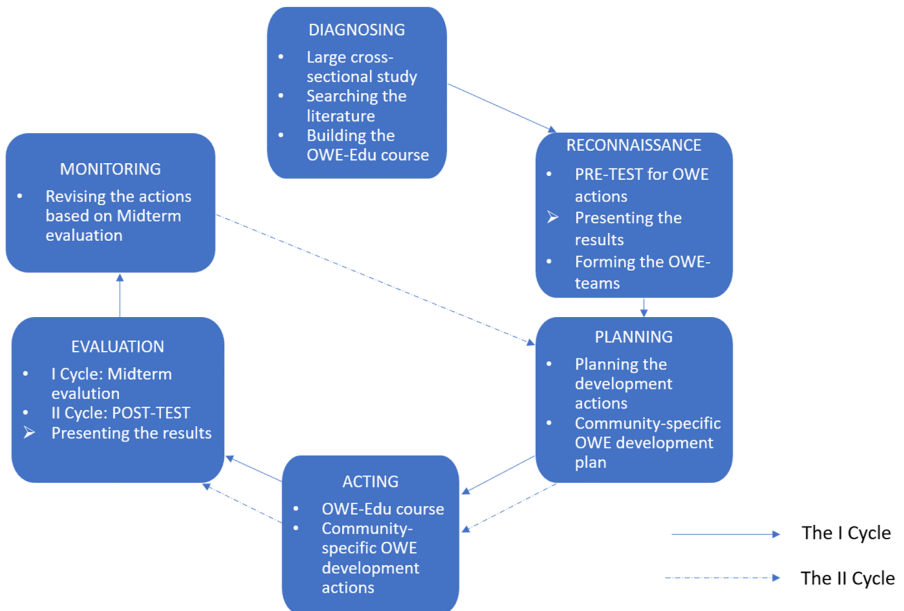 DIAGNOSING
• Large cross-
sectional study
• Searching the
literature
• Building the
OWE-Edu course
RECONNAISSANCE
• PRE-TEST for OWE
actions
➢ Presenting the
results
• Forming the OWE-
teams
MONITORING
• Revising the actions
based on Midterm
evaluation
PLANNING
• Planning the
development
actions
• Community-specific
OWE development
plan
EVALUATION
• I Cycle: Midterm
evalution
• II Cycle: POST-TEST
➢ Presenting the results
ACTING
• OWE-Edu course
• Community-
specific OWE
development
actions
The I Cycle
The II Cycle